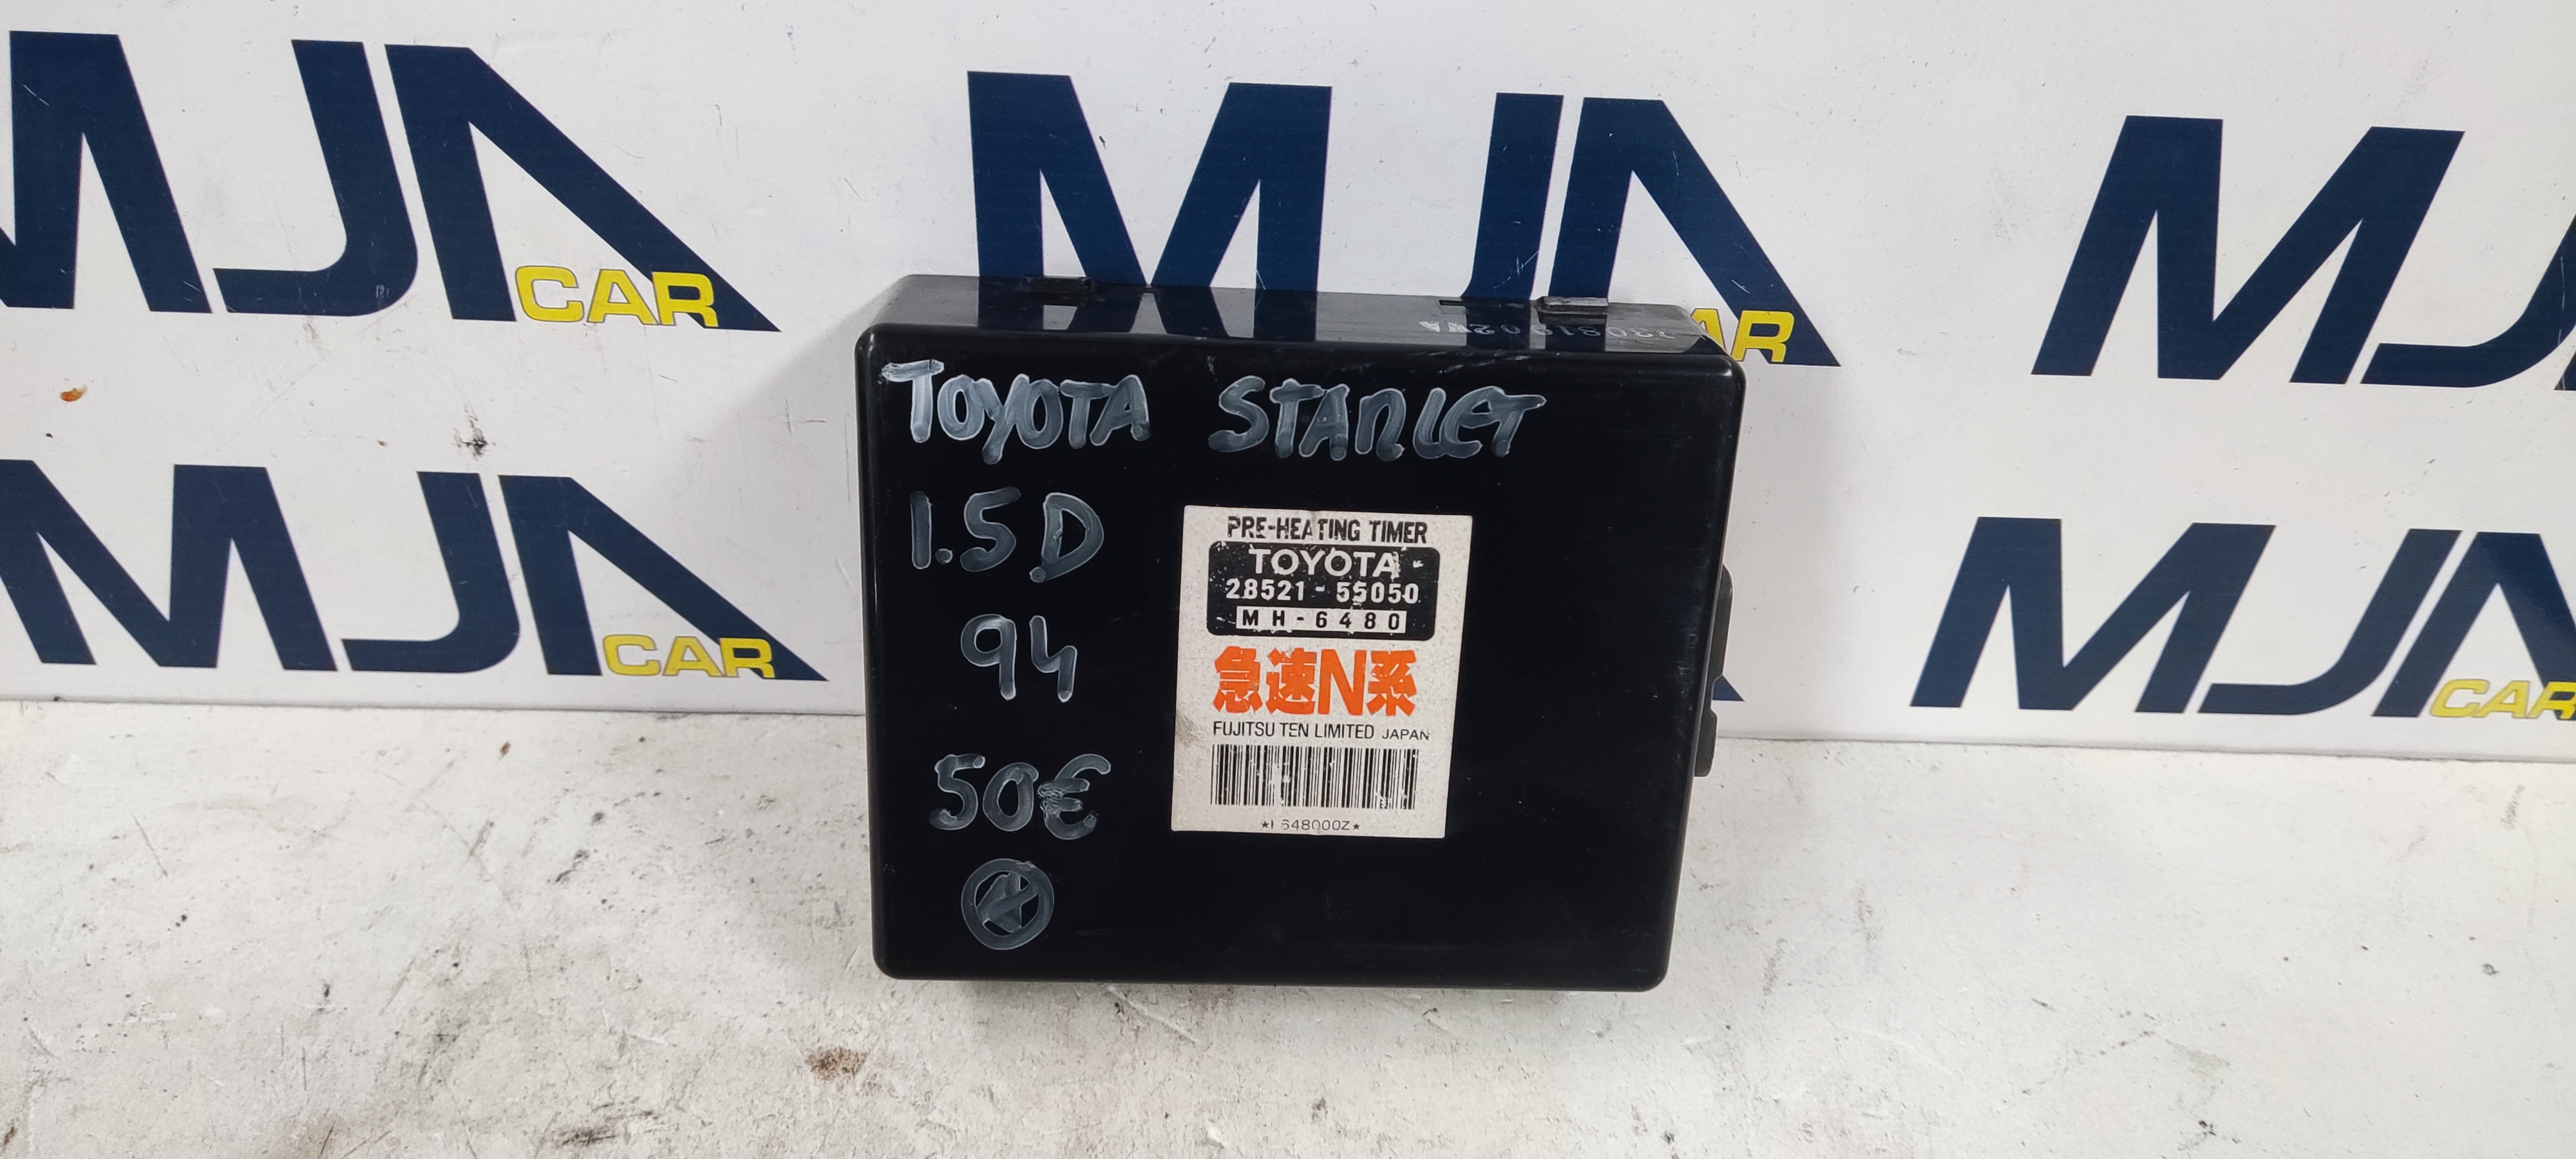 MJA CAR
MJA CAR
MJ
MJA CAR
MJA CAR
TOYOTA STARLET
1.5D
94
50€
PRE-HEATING TIMER
TOYOTA
28521-55050
MH-6480
急速N系
FUJITSU TEN LIMITED JAPAN